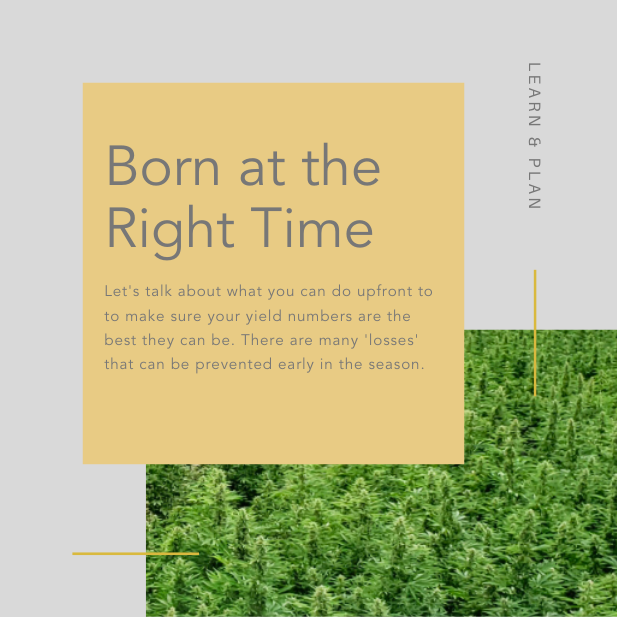 Born at the
Right Time
Let's talk about what you can do upfront to
to make sure your yield numbers are the
best they can be. There are many 'losses'
that can be prevented early in the season.
LEARN & PLAN